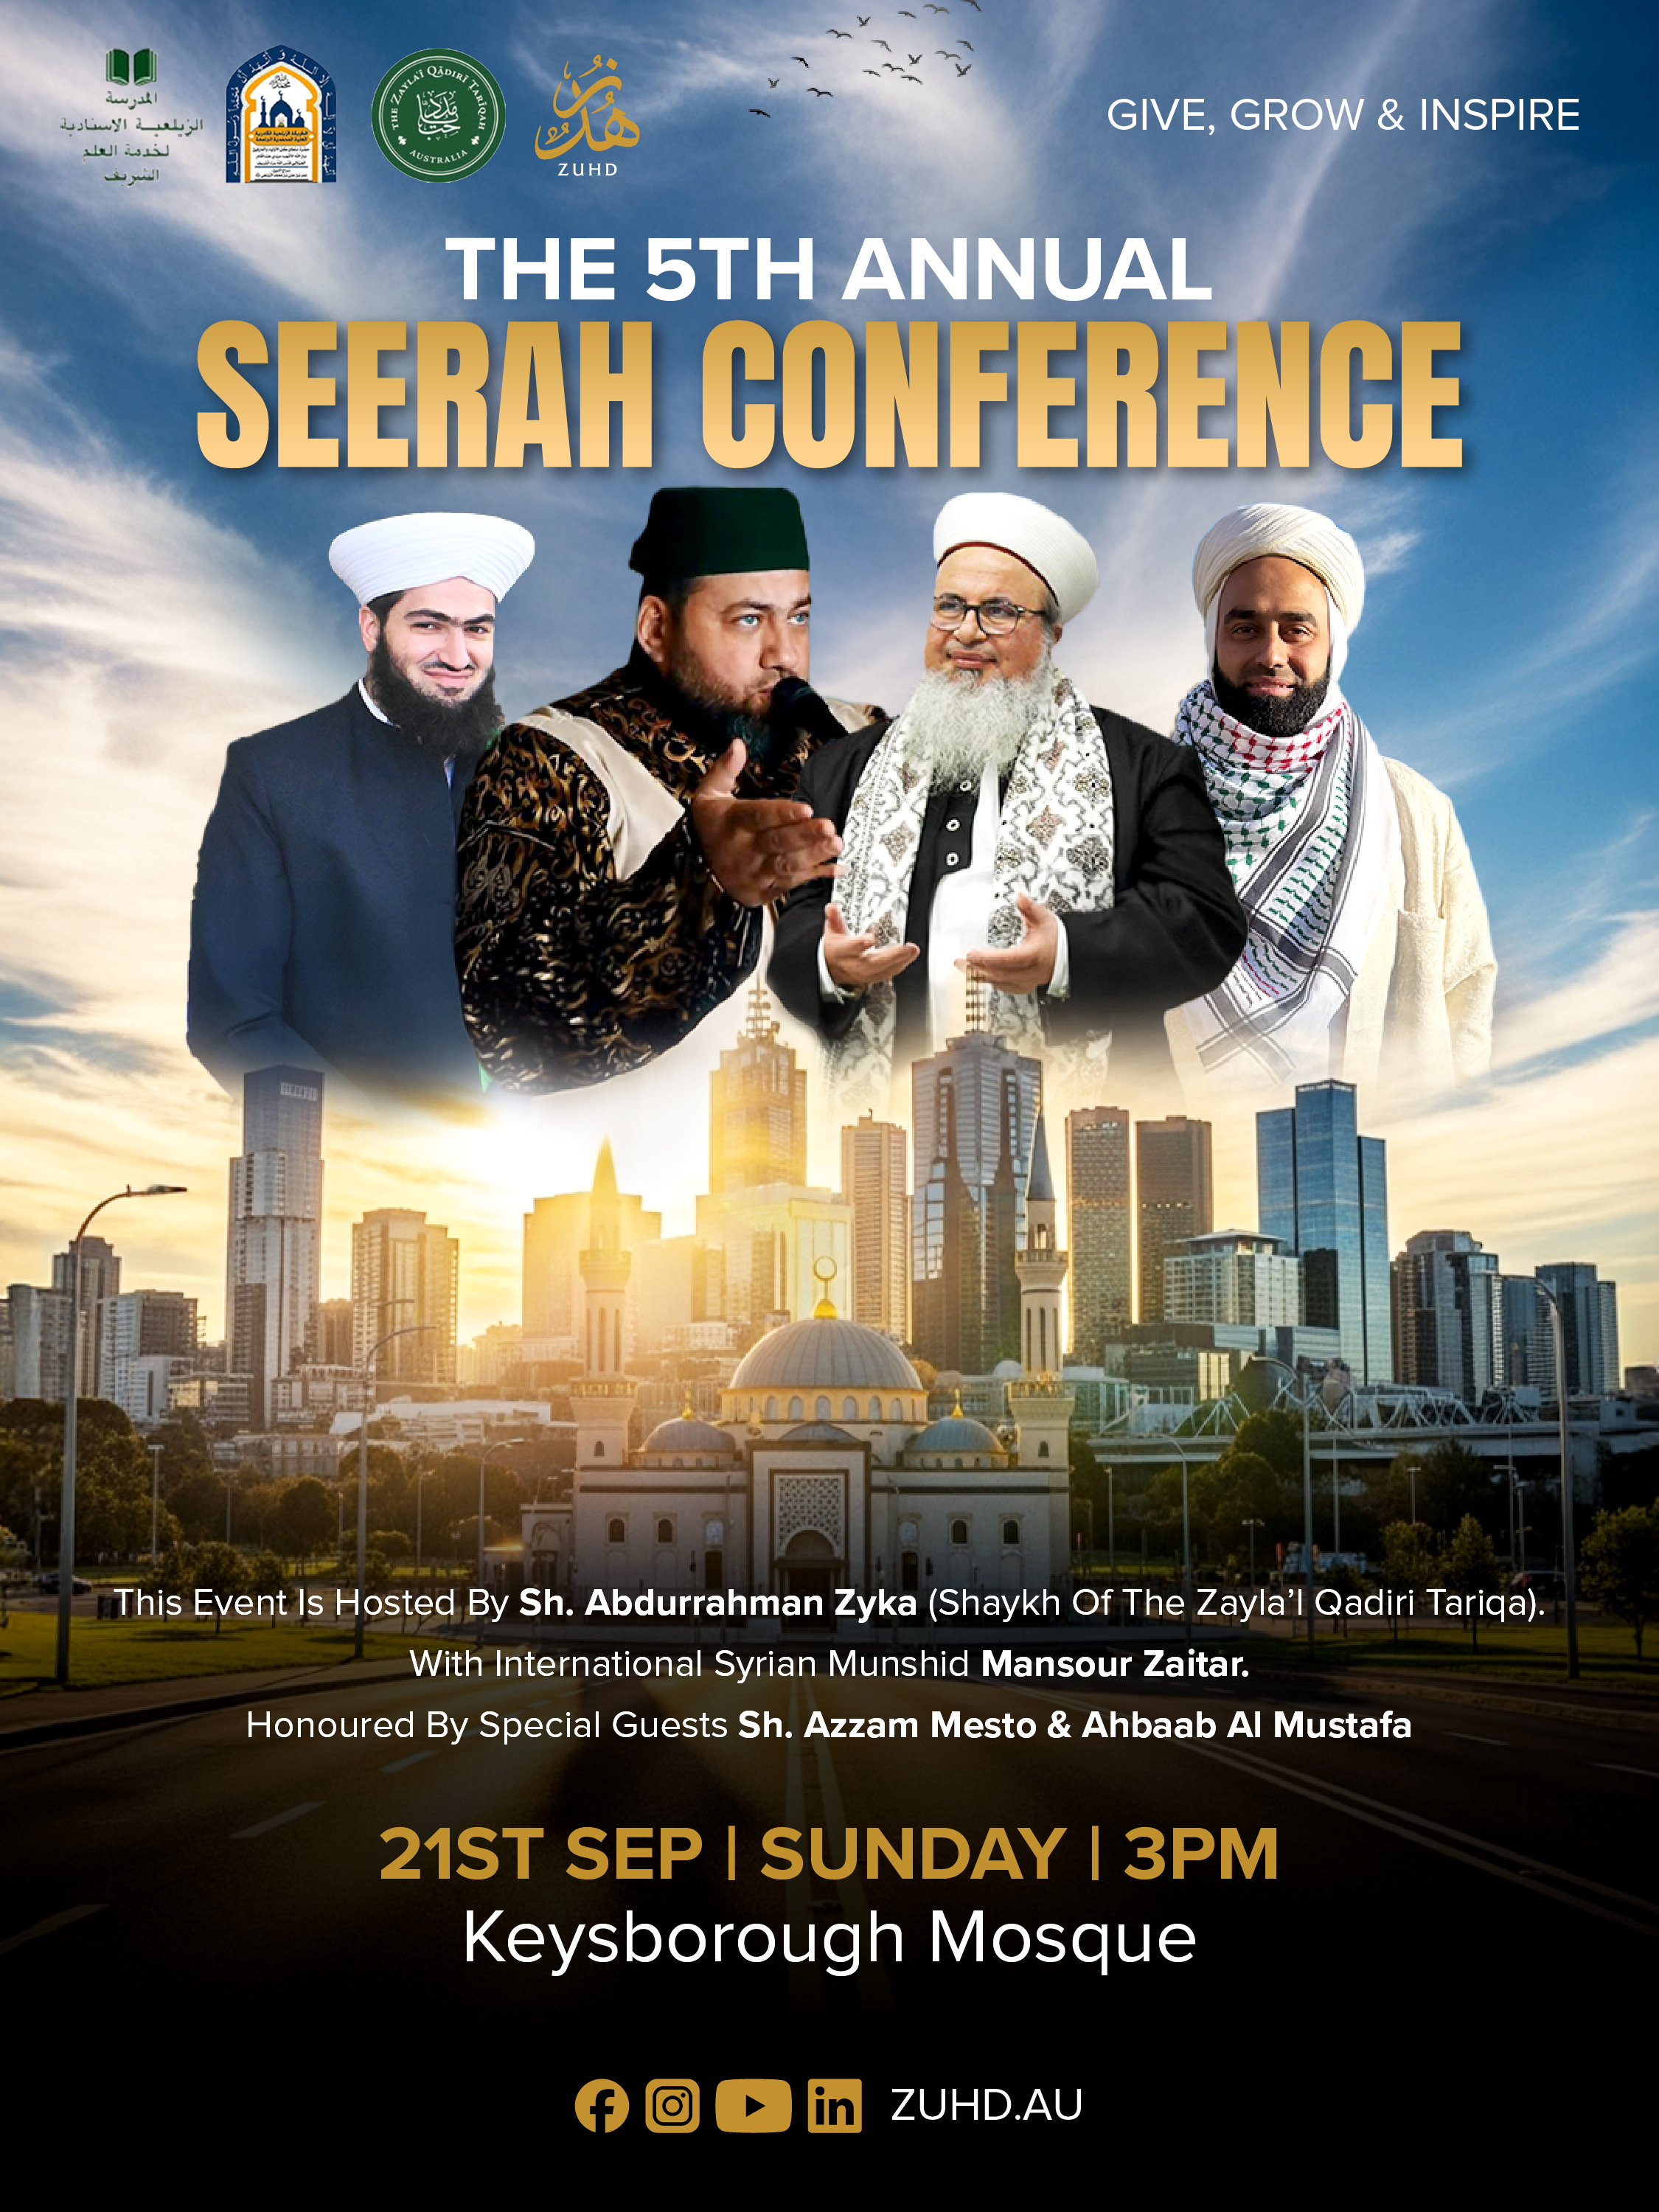 المدرسة
الزيلعية الإسنادية
لخدمة العلم
الشريف
THE ZAYLA'Ī QĀDIRĪ TARĪQAH
AUSTRALIA
زهد
ZUHD
GIVE, GROW & INSPIRE
THE 5TH ANNUAL
SEERAH CONFERENCE
This Event Is Hosted By Sh. Abdurrahman Zyka (Shaykh Of The Zayla'l Qadiri Tariqa).
With International Syrian Munshid Mansour Zaitar.
Honoured By Special Guests Sh. Azzam Mesto & Ahbaab Al Mustafa
21ST SEP | SUNDAY | 3PM
Keysborough Mosque
ZUHD.AU